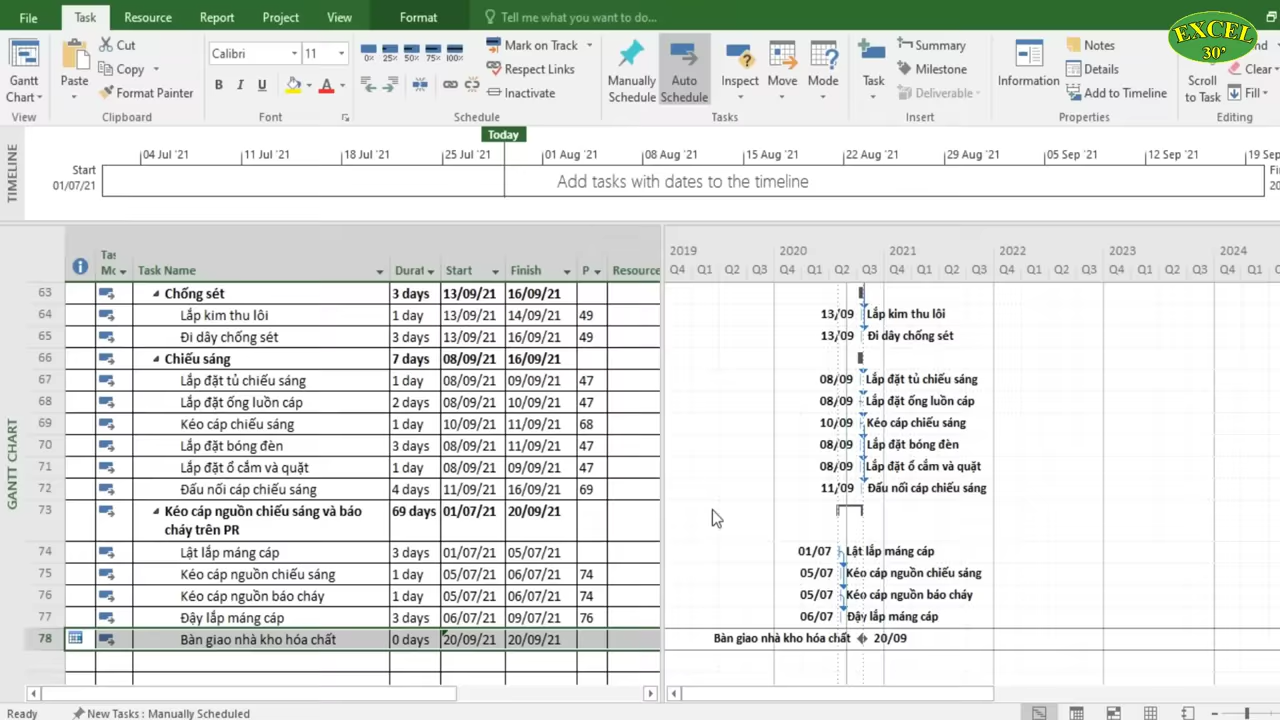 File Task Resource Report Project View Format Tell me what you want to do...
EXCEL
30'
Gantt Chart
View
Paste
Cut
Copy
Format Painter
Clipboard
Calibri 11
B I U A
Font
0% 25% 50% 75% 100%
Mark on Track
Respect Links
Inactivate
Schedule
Manually Schedule
Auto Schedule
Inspect
Move
Mode
Tasks
Task
Summary
Milestone
Deliverable
Insert
Information
Notes
Details
Add to Timeline
Properties
Scroll to Task
Clear
Fill
Editing
TIMELINE
Today
04 Jul '21 11 Jul '21 18 Jul '21 25 Jul '21 01 Aug '21 08 Aug '21 15 Aug '21 22 Aug '21 29 Aug '21 05 Sep '21 12 Sep '21 19 Sep
Start
01/07/21
Add tasks with dates to the timeline
Fi
20
GANTT CHART
Task Name Durat Start Finish P Resource
2019 2020 2021 2022 2023 2024
Q4 Q1 Q2 Q3 Q4 Q1 Q2 Q3 Q4 Q1 Q2 Q3 Q4 Q1 Q2 Q3 Q4 Q1 Q2 Q3 Q4
63 Chống sét 3 days 13/09/21 16/09/21
64 Lắp kim thu lôi 1 day 13/09/21 14/09/21 49 13/09 Lắp kim thu lôi
65 Đi dây chống sét 3 days 13/09/21 16/09/21 49 13/09 Đi dây chống sét
66 Chiếu sáng 7 days 08/09/21 16/09/21
67 Lắp đặt tủ chiếu sáng 1 day 08/09/21 09/09/21 47 08/09 Lắp đặt tủ chiếu sáng
68 Lắp đặt ống luồn cáp 2 days 08/09/21 10/09/21 47 08/09 Lắp đặt ống luồn cáp
69 Kéo cáp chiếu sáng 1 day 10/09/21 11/09/21 68 10/09 Kéo cáp chiếu sáng
70 Lắp đặt bóng đèn 3 days 08/09/21 09/09/21 47 08/09 Lắp đặt bóng đèn
71 Lắp đặt ổ cắm và quạt 1 day 08/09/21 09/09/21 47 08/09 Lắp đặt ổ cắm và quạt
72 Đấu nối cáp chiếu sáng 4 days 11/09/21 16/09/21 69 11/09 Đấu nối cáp chiếu sáng
73 Kéo cáp nguồn chiếu sáng và báo cháy trên PR 69 days 01/07/21 20/09/21
74 Lật lắp máng cáp 3 days 01/07/21 05/07/21 01/07 Lật lắp máng cáp
75 Kéo cáp nguồn chiếu sáng 1 day 05/07/21 06/07/21 74 05/07 Kéo cáp nguồn chiếu sáng
76 Kéo cáp nguồn báo cháy 1 day 05/07/21 06/07/21 74 05/07 Kéo cáp nguồn báo cháy
77 Đậy lắp máng cáp 3 days 06/07/21 09/07/21 76 06/07 Đậy lắp máng cáp
78 Bàn giao nhà kho hóa chất 0 days 20/09/21 20/09/21 Bàn giao nhà kho hóa chất 20/09
Ready New Tasks : Manually Scheduled